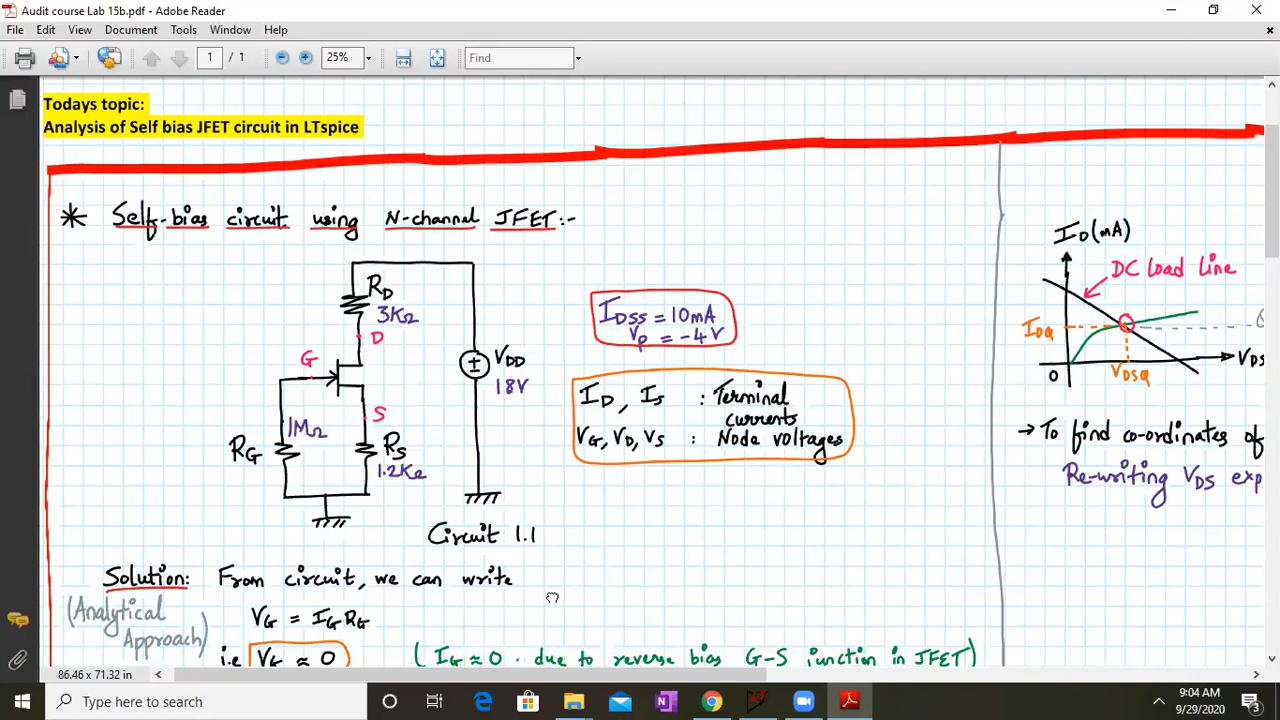 Audit course Lab 15b.pdf - Adobe Reader
File Edit View Document Tools Window Help
1 / 1 25% Find
Todays topic:
Analysis of Self bias JFET circuit in LTspice
* Self-bias circuit using N-channel JFET:-
RD
3KΩ
D
G
S
1MΩ
RG
RS
1.2KΩ
VDD
18V
Circuit 1.1
IDSS = 10mA
Vp = -4V
ID, IS : Terminal
currents
VG, VD, VS : Node voltages
ID(mA)
DC load line
IDQ
0
VDSQ
VDS
→ To find co-ordinates of
Re-writing VDS exp
Solution: From circuit, we can write
(Analytical
Approach)
VG = IG RG
i.e VG ≈ 0 (IG ≈ 0 . due to reverse bias G-S junction in JFET)
86.46 x 71.32 in
Type here to search
9:04 AM
9/29/2020
3